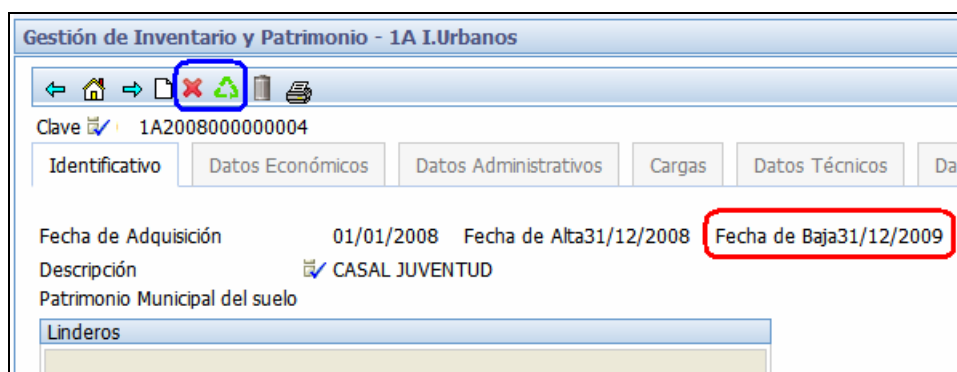 Gestión de Inventario y Patrimonio - 1A I.Urbanos
Clave 1A2008000000004
Identificativo Datos Económicos Datos Administrativos Cargas Datos Técnicos Da
Fecha de Adquisición 01/01/2008 Fecha de Alta31/12/2008 Fecha de Baja31/12/2009
Descripción CASAL JUVENTUD
Patrimonio Municipal del suelo
Linderos